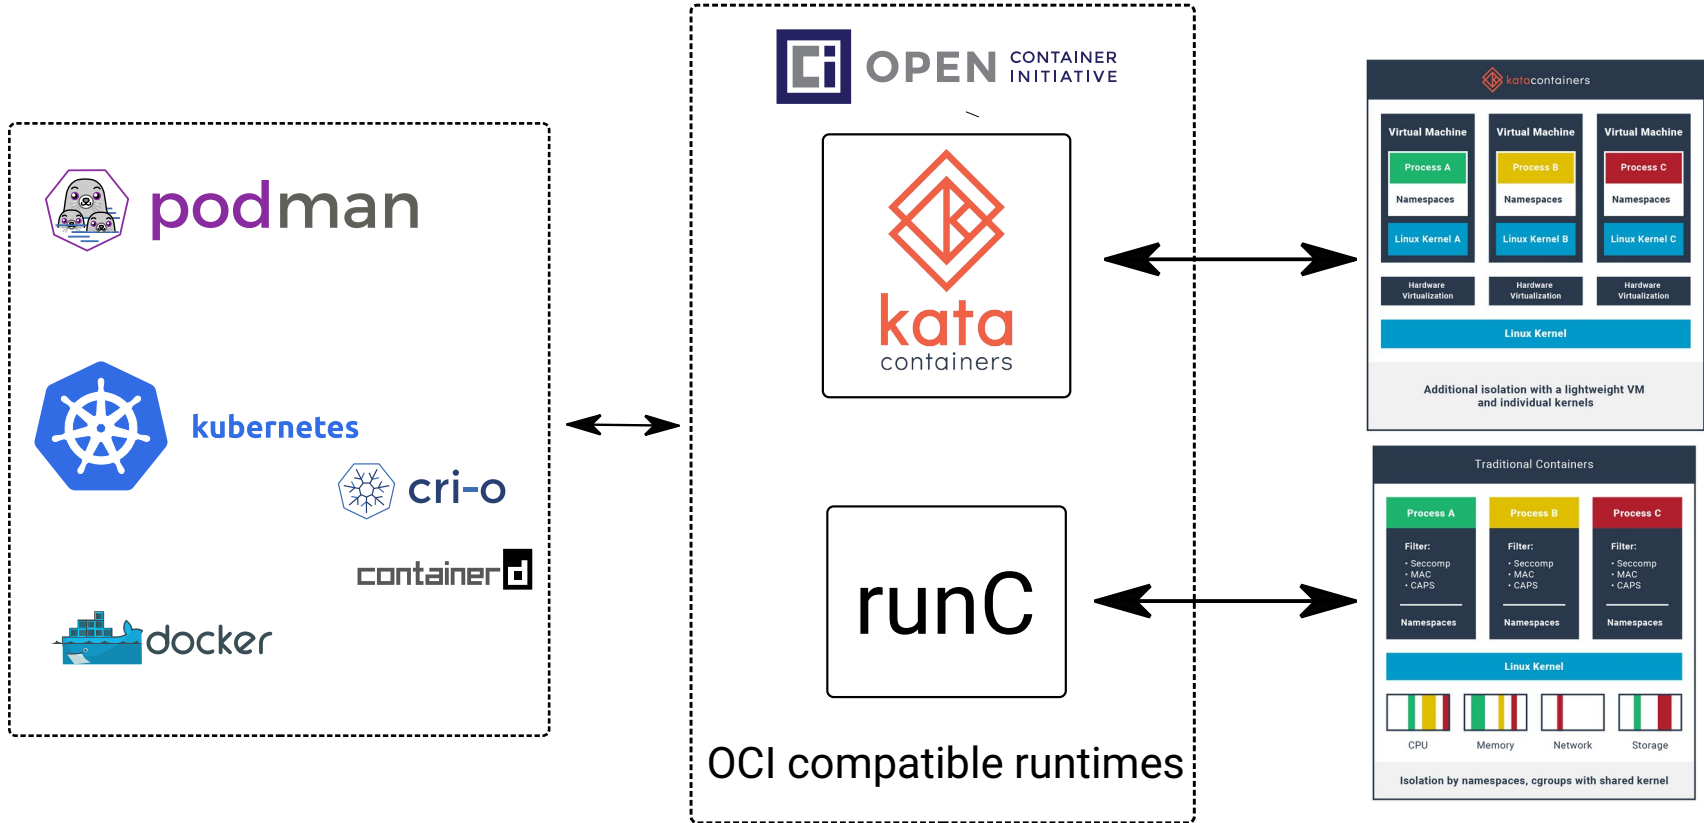 podman
kubernetes
cri-o
containerd
docker
Ci OPEN CONTAINER
INITIATIVE
kata
containers
runC
OCI compatible runtimes
katacontainers
Virtual Machine Virtual Machine Virtual Machine
Process A Process B Process C
Namespaces Namespaces Namespaces
Linux Kernel A Linux Kernel B Linux Kernel C
Hardware Hardware Hardware
Virtualization Virtualization Virtualization
Linux Kernel
Additional isolation with a lightweight VM
and individual kernels
Traditional Containers
Process A Process B Process C
Filter: Filter: Filter:
• Seccomp • Seccomp • Seccomp
• MAC • MAC • MAC
• CAPS • CAPS • CAPS
Namespaces Namespaces Namespaces
Linux Kernel
CPU Memory Network Storage
Isolation by namespaces, cgroups with shared kernel